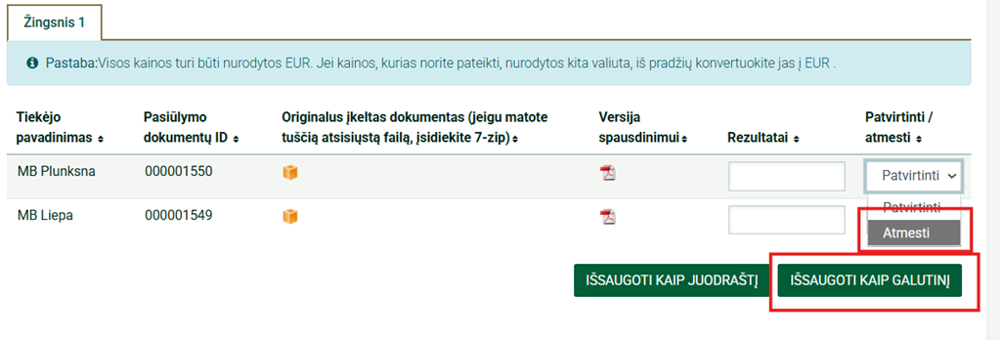 Žingsnis 1
Pastaba:Visos kainos turi būti nurodytos EUR. Jei kainos, kurias norite pateikti, nurodytos kita valiuta, iš pradžių konvertuokite jas į EUR .
Tiekėjo pavadinimas
Pasiūlymo dokumentų ID
Originalus įkeltas dokumentas (jeigu matote tuščią atsisiųstą failą, įsidiekite 7-zip)
Versija spausdinimui
Rezultatai
Patvirtinti / atmesti
MB Plunksna
000001550
Patvirtinti
MB Liepa
000001549
Patvirtinti
Atmesti
IŠSAUGOTI KAIP JUODRAŠTĮ
IŠSAUGOTI KAIP GALUTINĮ